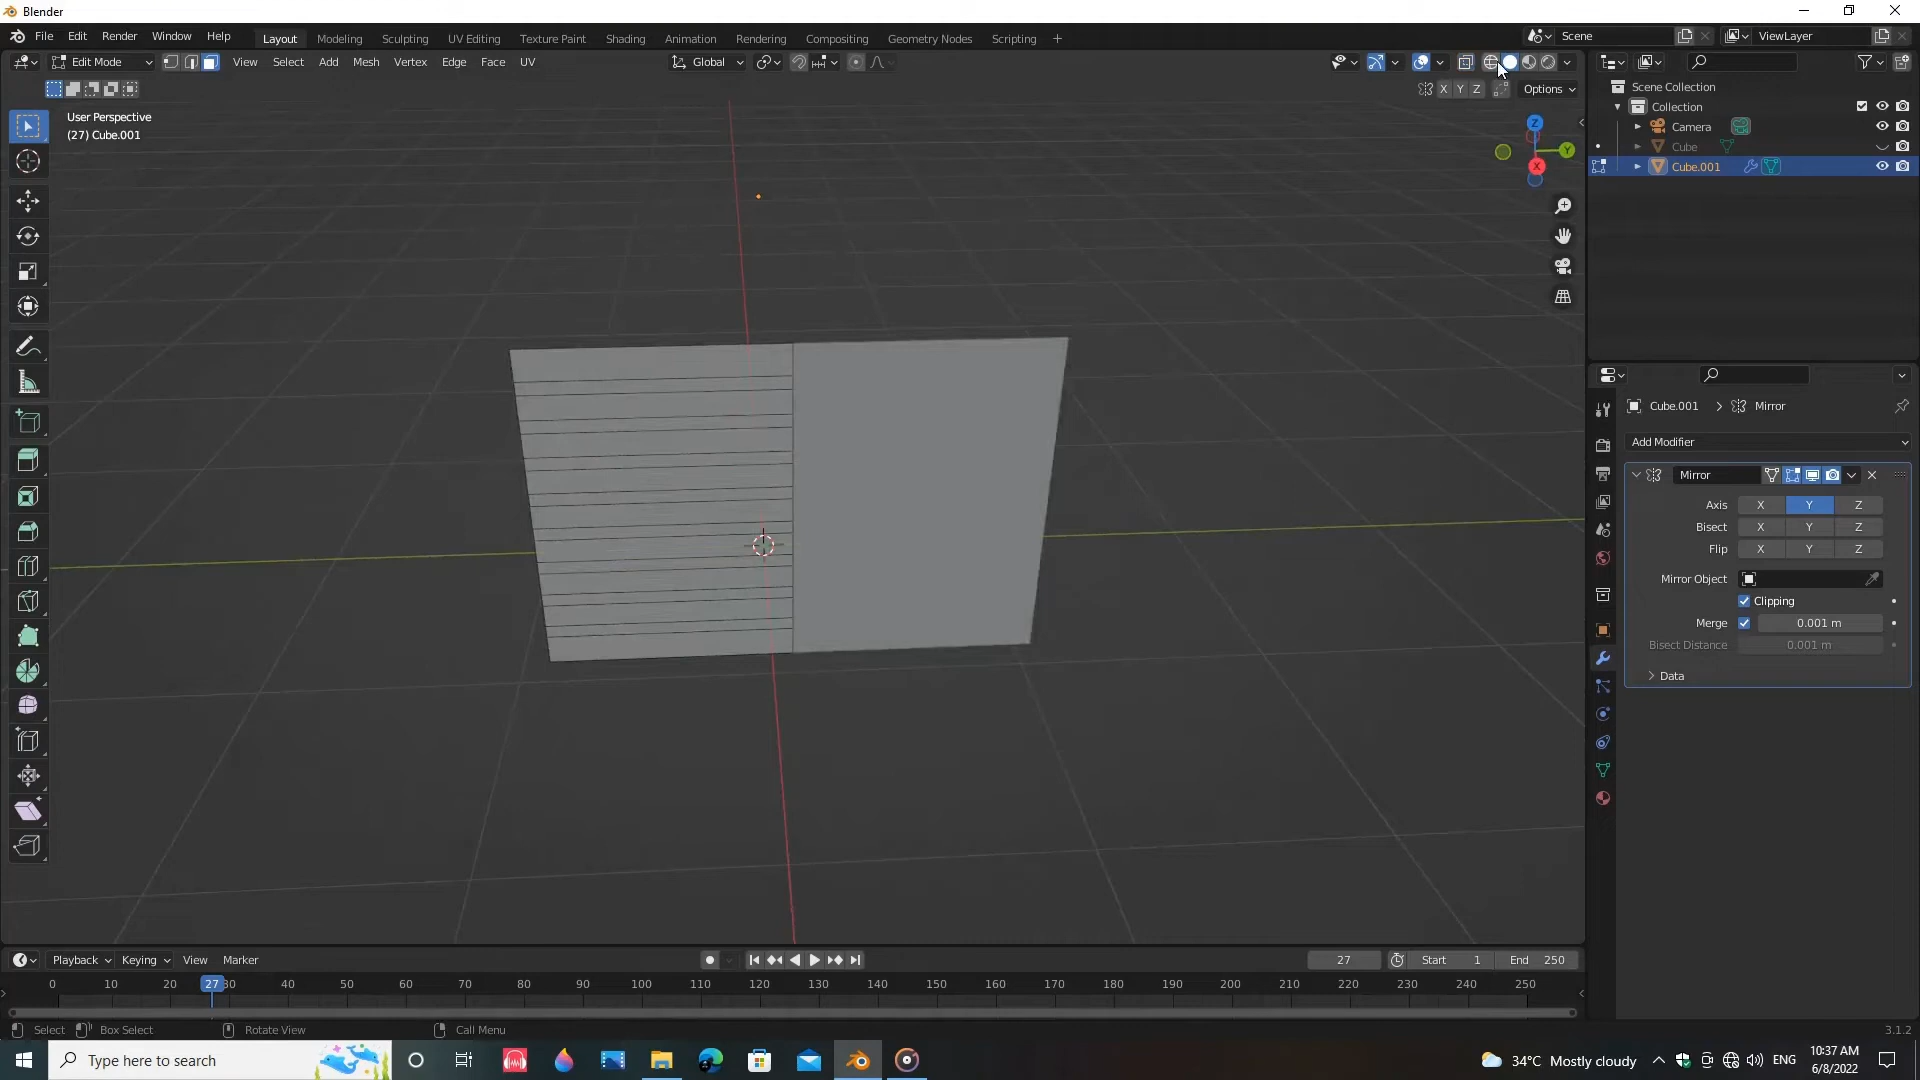 Blender
File Edit Render Window Help
Layout Modeling Sculpting UV Editing Texture Paint Shading Animation Rendering Compositing Geometry Nodes Scripting +
Scene
ViewLayer
Edit Mode View Select Add Mesh Vertex Edge Face UV
Global
X Y Z Options
User Perspective
(27) Cube.001
Z
Y
X
Scene Collection
Collection
Camera
Cube
Cube.001
Cube.001 > Mirror
Add Modifier
Mirror
Axis X Y Z
Bisect X Y Z
Flip X Y Z
Mirror Object
Clipping
Merge 0.001 m
Bisect Distance 0.001 m
Data
Playback Keying View Marker
27 Start 1 End 250
0 10 20 27 30 40 50 60 70 80 90 100 110 120 130 140 150 160 170 180 190 200 210 220 230 240 250
Select Box Select Rotate View Call Menu
3.1.2
Type here to search
34°C Mostly cloudy
ENG
10:37 AM
6/8/2022